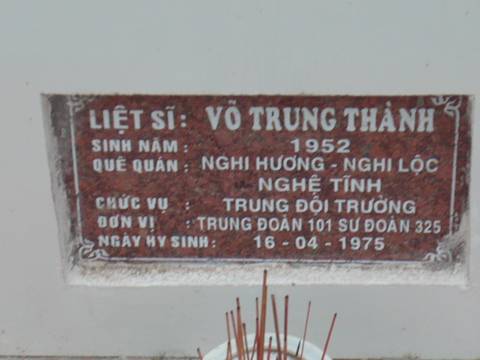 LIỆT SĨ: VÕ TRUNG THÀNH
SINH NĂM: 1952
QUÊ QUÁN: NGHI HƯƠNG - NGHI LỘC
NGHỆ TĨNH
CHỨC VỤ: TRUNG ĐỘI TRƯỞNG
ĐƠN VỊ: TRUNG ĐOÀN 101 SƯ ĐOÀN 325
NGÀY HY SINH: 16 - 04 - 1975